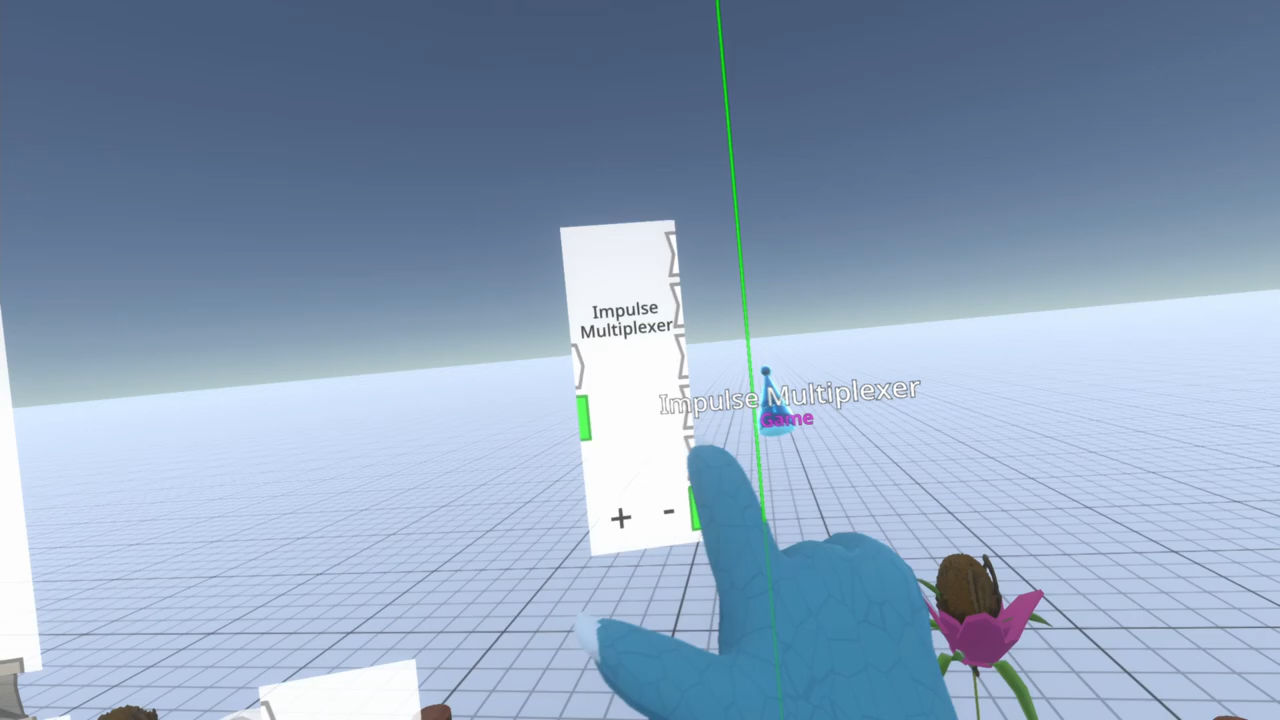 Impulse
Multiplexer
Impulse Multiplexer
Game
+ -